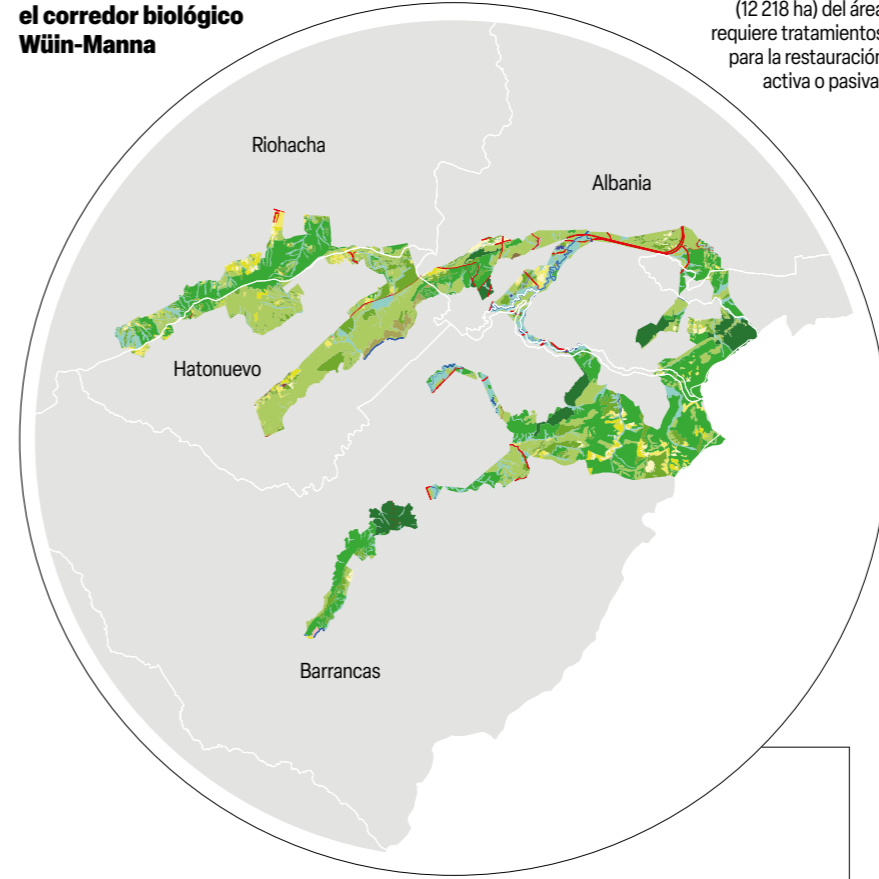 el corredor biológico
Wüin-Manna
(12 218 ha) del área
requiere tratamientos
para la restauración
activa o pasiva
Riohacha
Albania
Hatonuevo
Barrancas